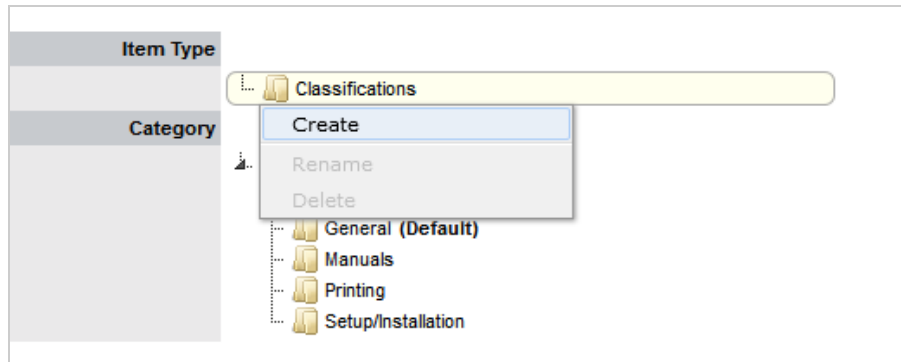 Item Type
Classifications
Category
Create
Rename
Delete
General (Default)
Manuals
Printing
Setup/Installation